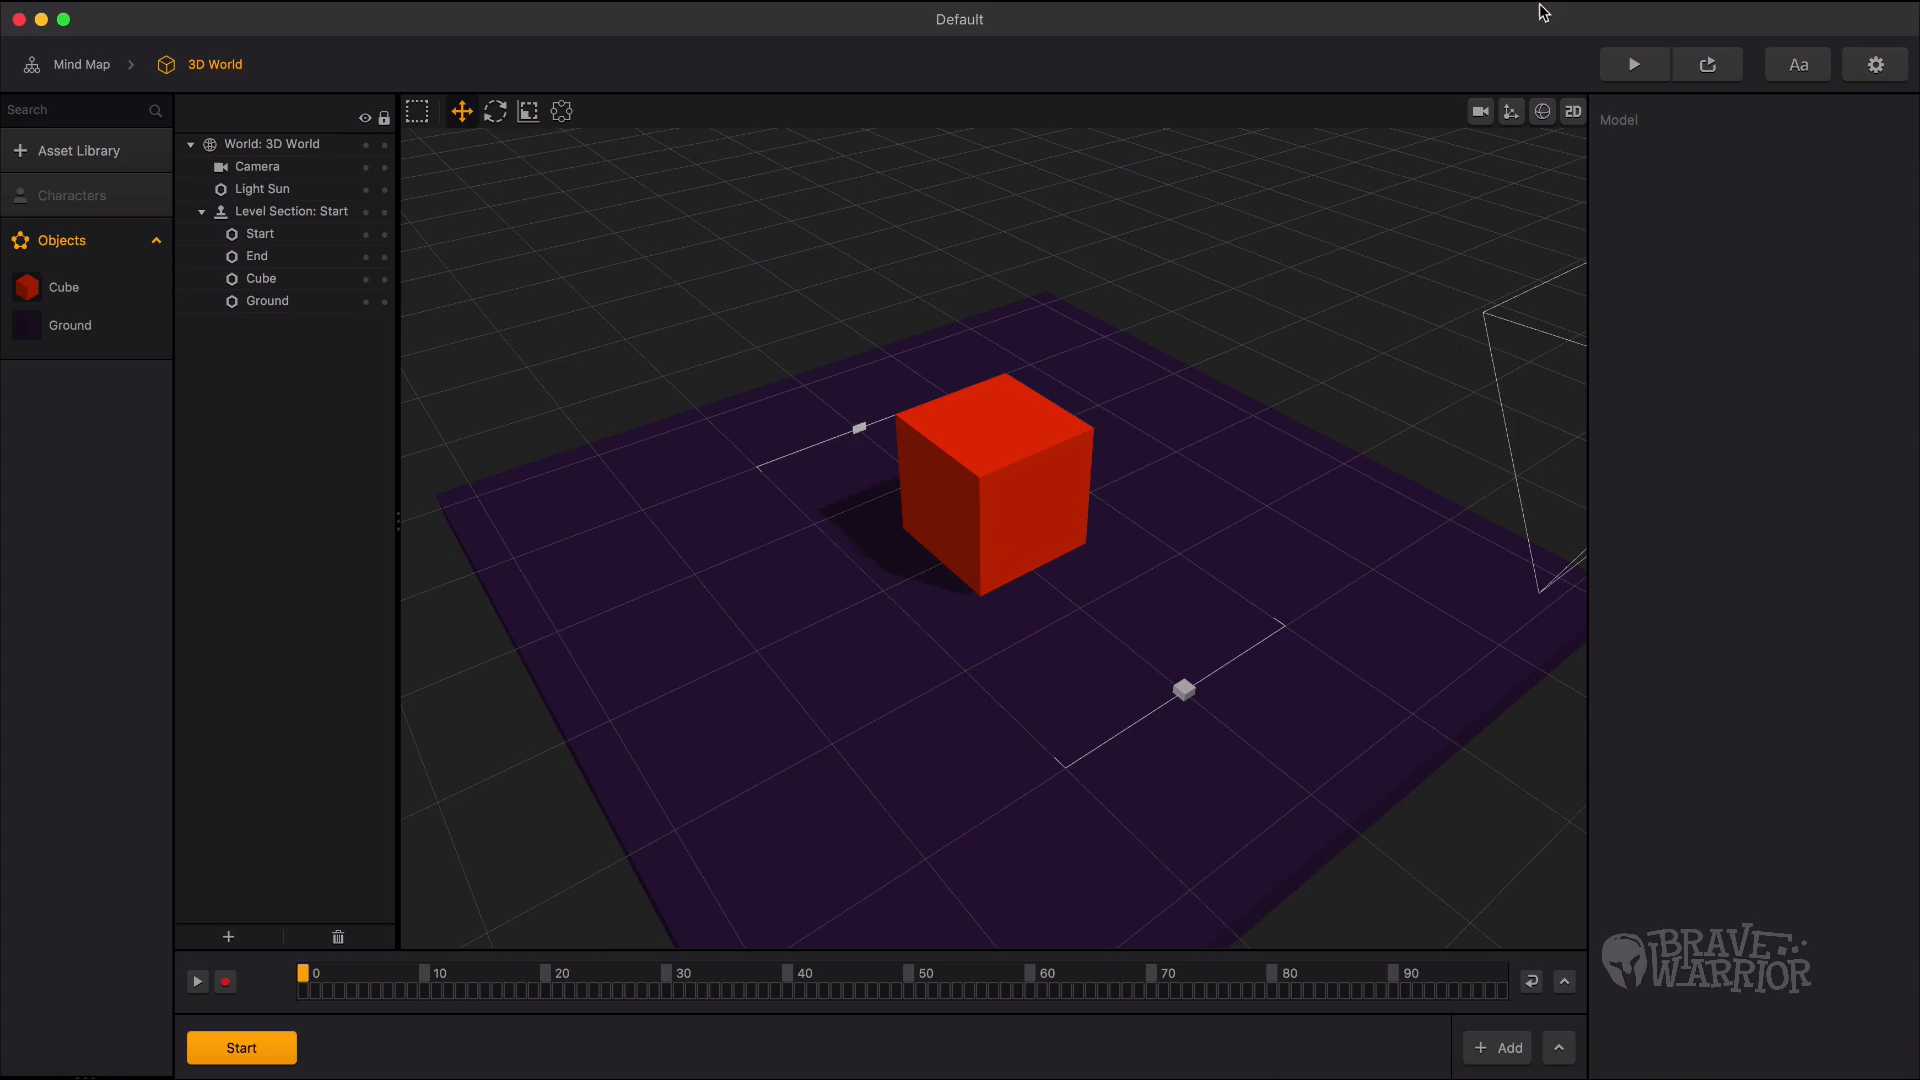 Default
Mind Map
3D World
Aa
Search
Asset Library
Characters
Objects
Cube
Ground
World: 3D World
Camera
Light Sun
Level Section: Start
Start
End
Cube
Ground
2D
Model
0 10 20 30 40 50 60 70 80 90
Start
Add
BRAVE
WARRIOR